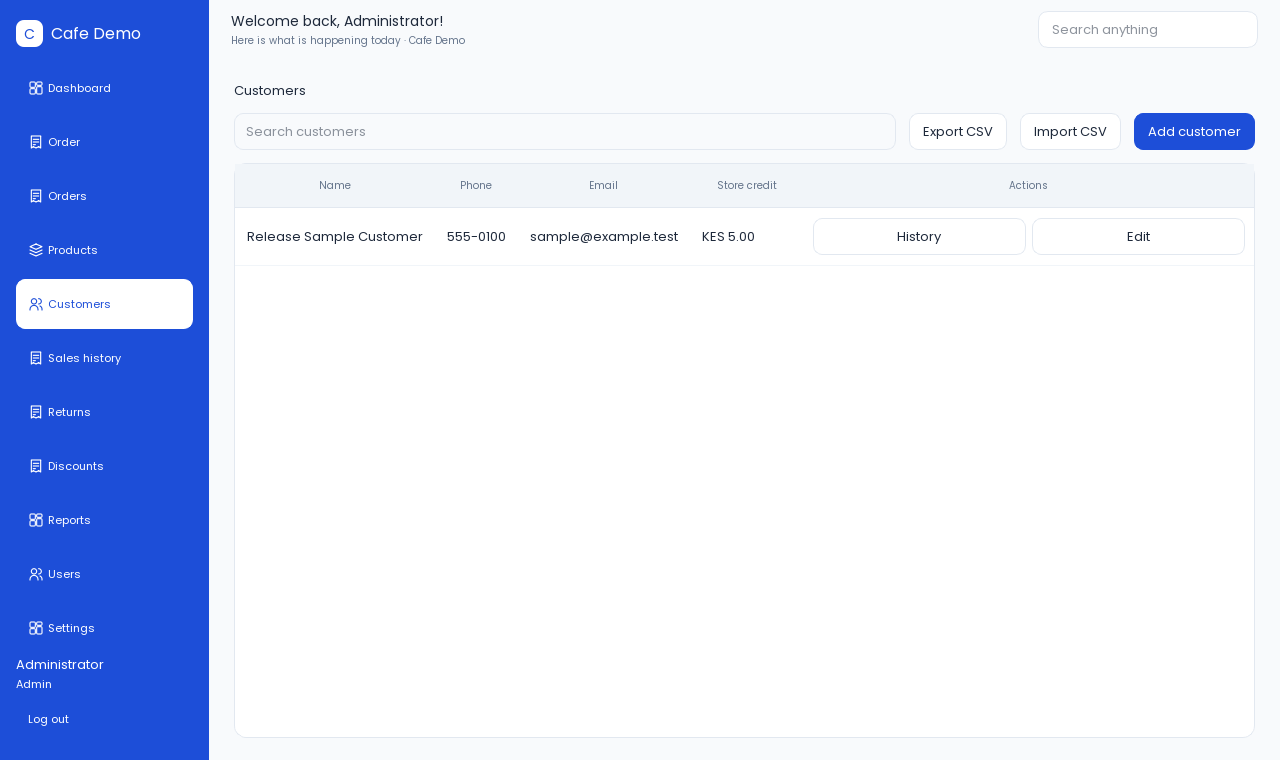 C Cafe Demo
Dashboard
Order
Orders
Products
Customers
Sales history
Returns
Discounts
Reports
Users
Settings
Administrator
Admin
Log out
Welcome back, Administrator!
Here is what is happening today · Cafe Demo
Search anything
Customers
Search customers
Export CSV
Import CSV
Add customer
Name Phone Email Store credit Actions
Release Sample Customer 555-0100 sample@example.test KES 5.00 History Edit